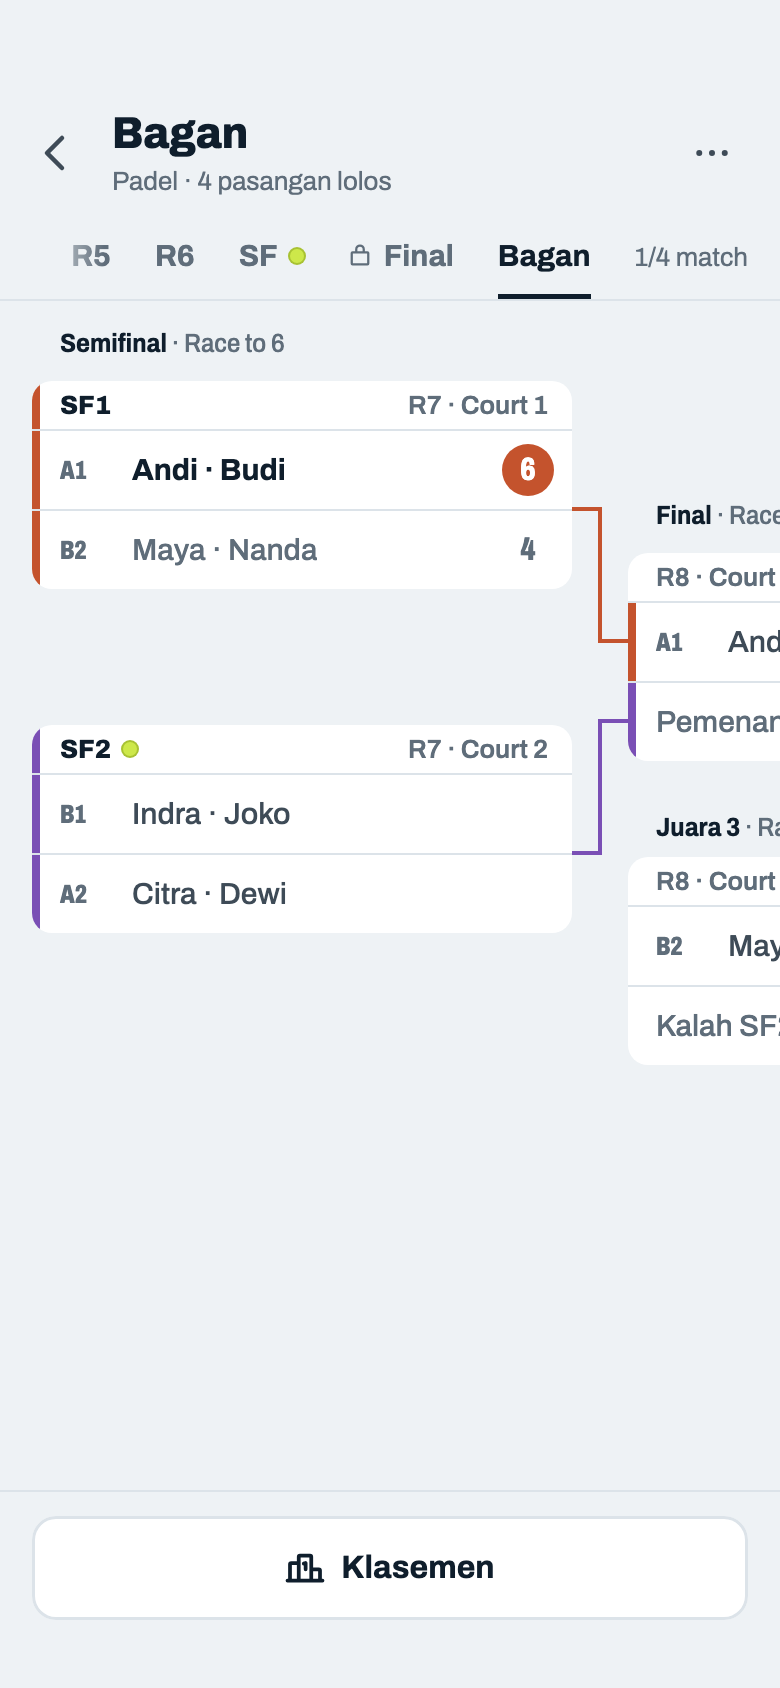 Bagan
Padel · 4 pasangan lolos
R5 R6 SF Final Bagan 1/4 match
Semifinal · Race to 6
SF1 R7 · Court 1
A1 Andi · Budi 6
B2 Maya · Nanda 4
SF2 R7 · Court 2
B1 Indra · Joko
A2 Citra · Dewi
Final · Race
R8 · Court
A1 And
Pemenan
Juara 3 · Ra
R8 · Court
B2 May
Kalah SF
Klasemen